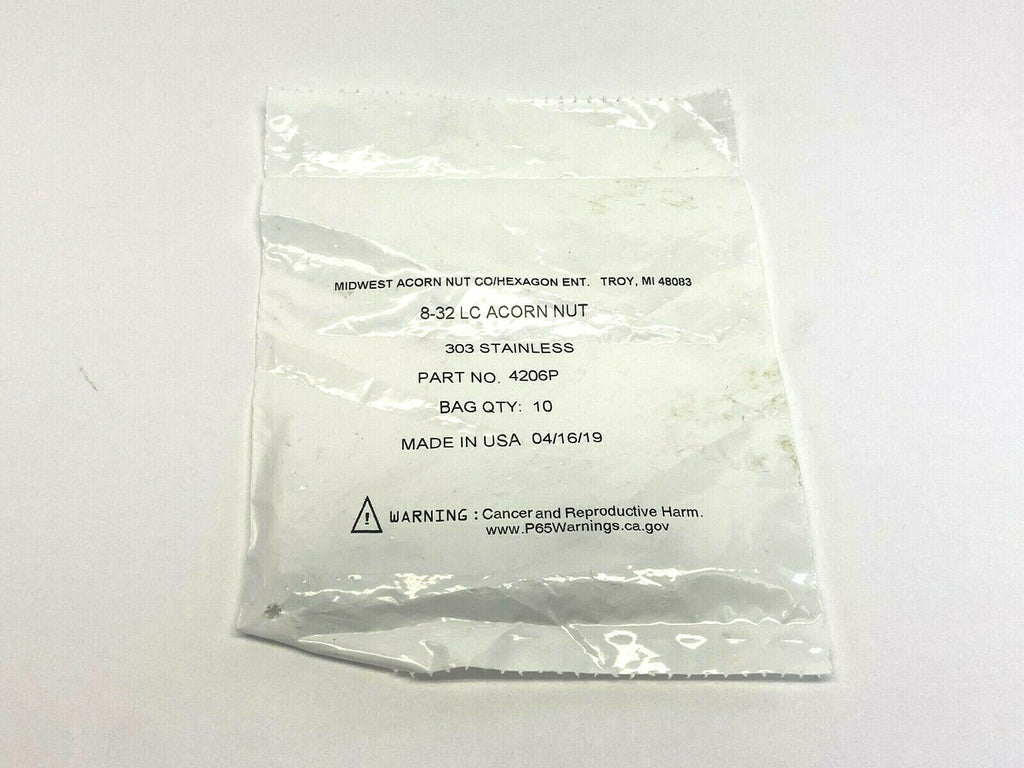 MIDWEST ACORN NUT CO/HEXAGON ENT. TROY, MI 48083
8-32 LC ACORN NUT
303 STAINLESS
PART NO. 4206P
BAG QTY: 10
MADE IN USA 04/16/19
! WARNING : Cancer and Reproductive Harm.
www.P65Warnings.ca.gov